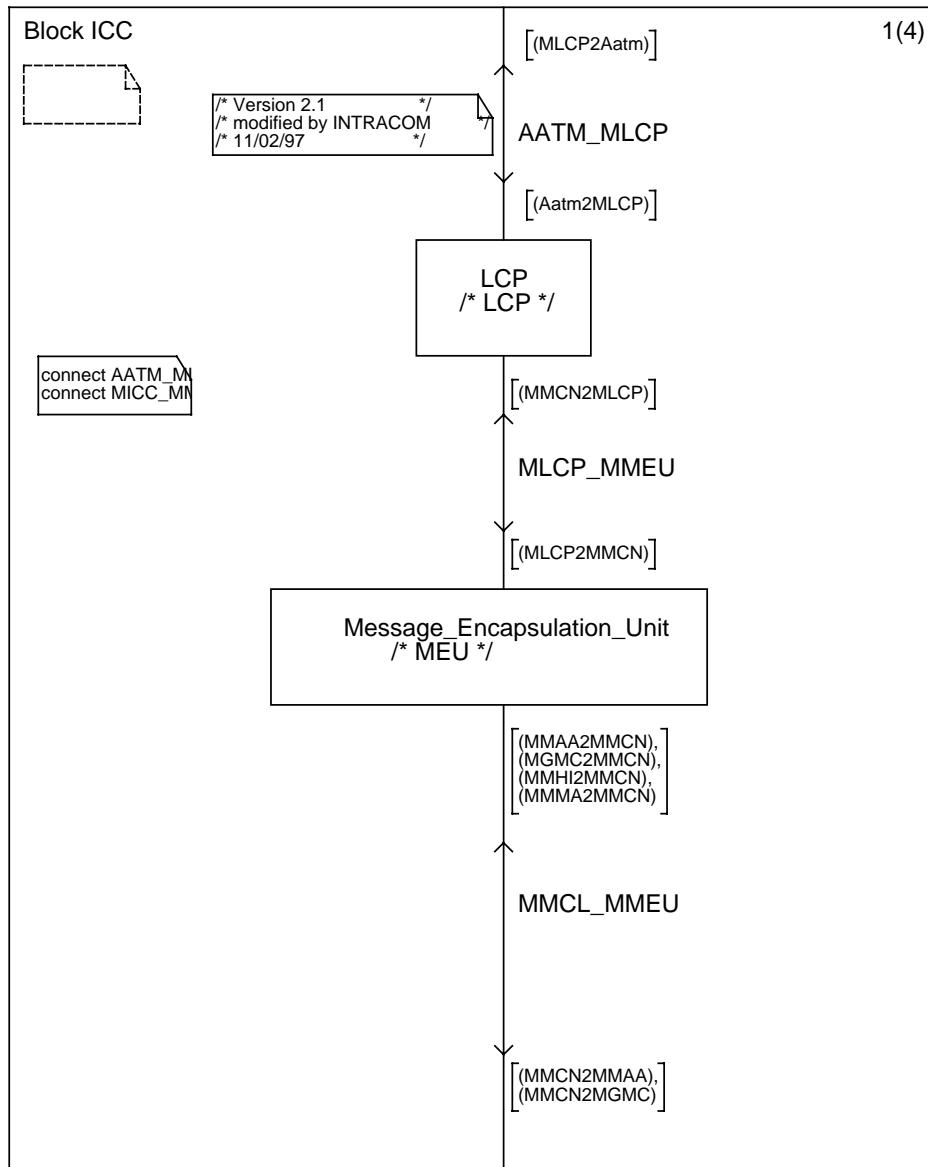 Block ICC
1(4)
[(MLCP2Aatm)]
/* Version 2.1 */
/* modified by INTRACOM */
/* 11/02/97 */
AATM_MLCP
[(Aatm2MLCP)]
LCP
/* LCP */
connect AATM_M
connect MICC_M
[(MMCN2MLCP)]
MLCP_MMEU
[(MLCP2MMCN)]
Message_Encapsulation_Unit
/* MEU */
[(MMAA2MMCN),
(MGMC2MMCN),
(MMHI2MMCN),
(MMMA2MMCN)]
MMCL_MMEU
[(MMCN2MMAA),
(MMCN2MGMC)]